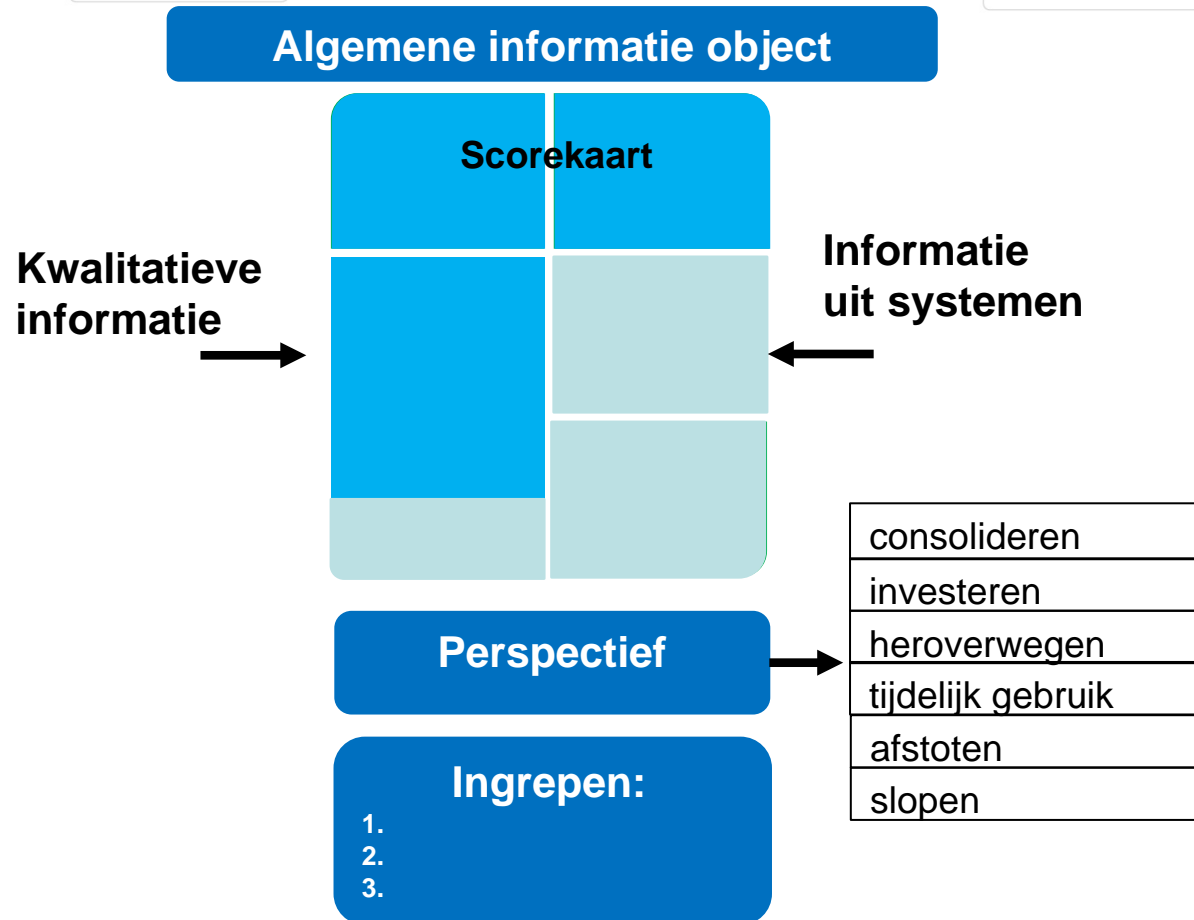 Algemene informatie object
Scorekaart
Kwalitatieve
informatie
Informatie
uit systemen
Perspectief
consolideren
investeren
heroverwegen
tijdelijk gebruik
afstoten
slopen
Ingrepen:
1.
2.
3.